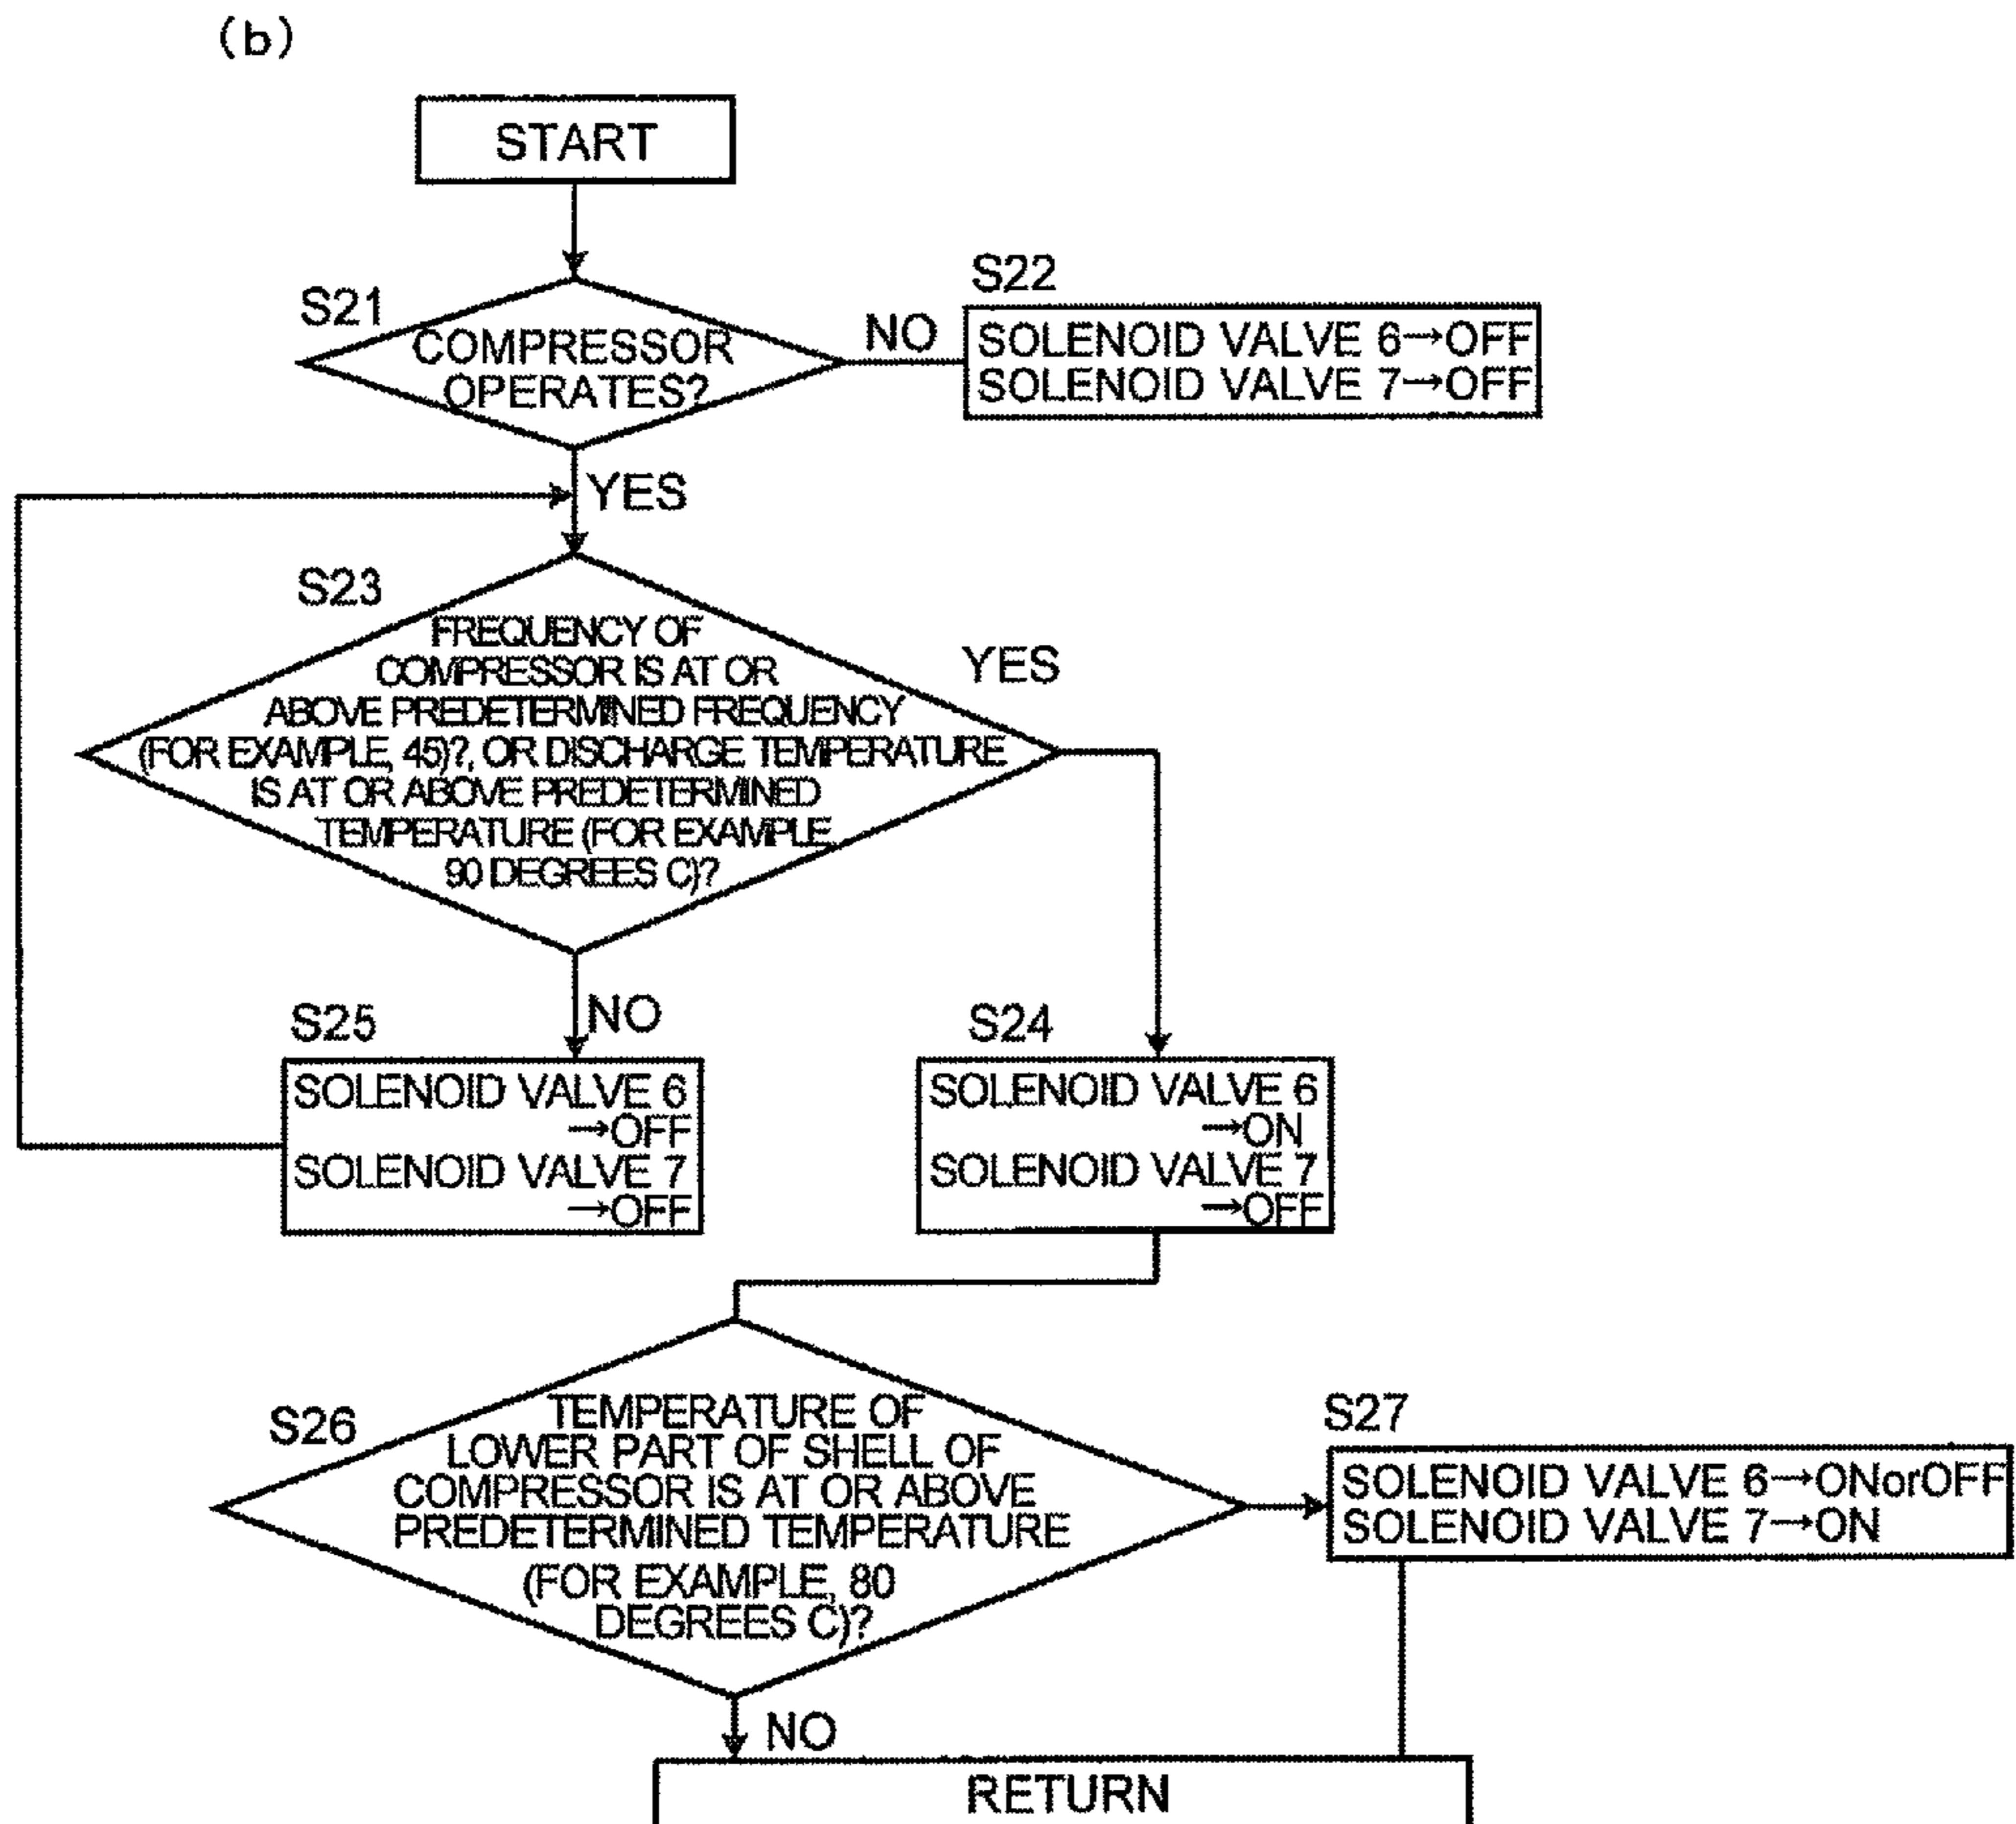 (b)
START
S21
COMPRESSOR
OPERATES?
NO
S22
SOLENOID VALVE 6→OFF
SOLENOID VALVE 7→OFF
YES
S23
FREQUENCY OF
COMPRESSOR IS AT OR
ABOVE PREDETERMINED FREQUENCY
(FOR EXAMPLE, 45)?, OR DISCHARGE TEMPERATURE
IS AT OR ABOVE PREDETERMINED
TEMPERATURE (FOR EXAMPLE,
90 DEGREES C)?
YES
NO
S25
SOLENOID VALVE 6
→OFF
SOLENOID VALVE 7
→OFF
S24
SOLENOID VALVE 6
→ON
SOLENOID VALVE 7
→OFF
S26
TEMPERATURE OF
LOWER PART OF SHELL OF
COMPRESSOR IS AT OR ABOVE
PREDETERMINED TEMPERATURE
(FOR EXAMPLE, 80
DEGREES C)?
S27
SOLENOID VALVE 6→ONorOFF
SOLENOID VALVE 7→ON
NO
RETURN